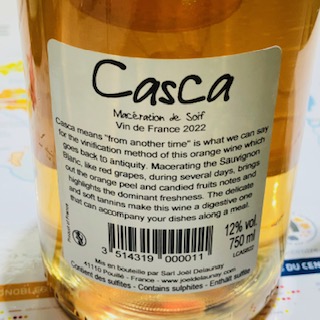 Casca
Macération de Soif
Vin de France 2022
Casca means "from another time" is what we can say
for the vinification method of this orange wine which
goes back to antiquity. Macerating the Sauvignon
Blanc, like red grapes, during several days, brings
out the orange peel and candied fruits notes and
highlights the dominant freshness. The delicate
and soft tannins make this wine a digestive one
that can accompany your dishes along a meal.
3 514319 000011
12% vol.
750 ml
LCAS22
Mis en bouteille par Sarl Joël Delaunay
41110 Pouillé - France - www.joeldelaunay.com
Contient des sulfites - Contains sulphites - Enthält sulfite
DU CEN